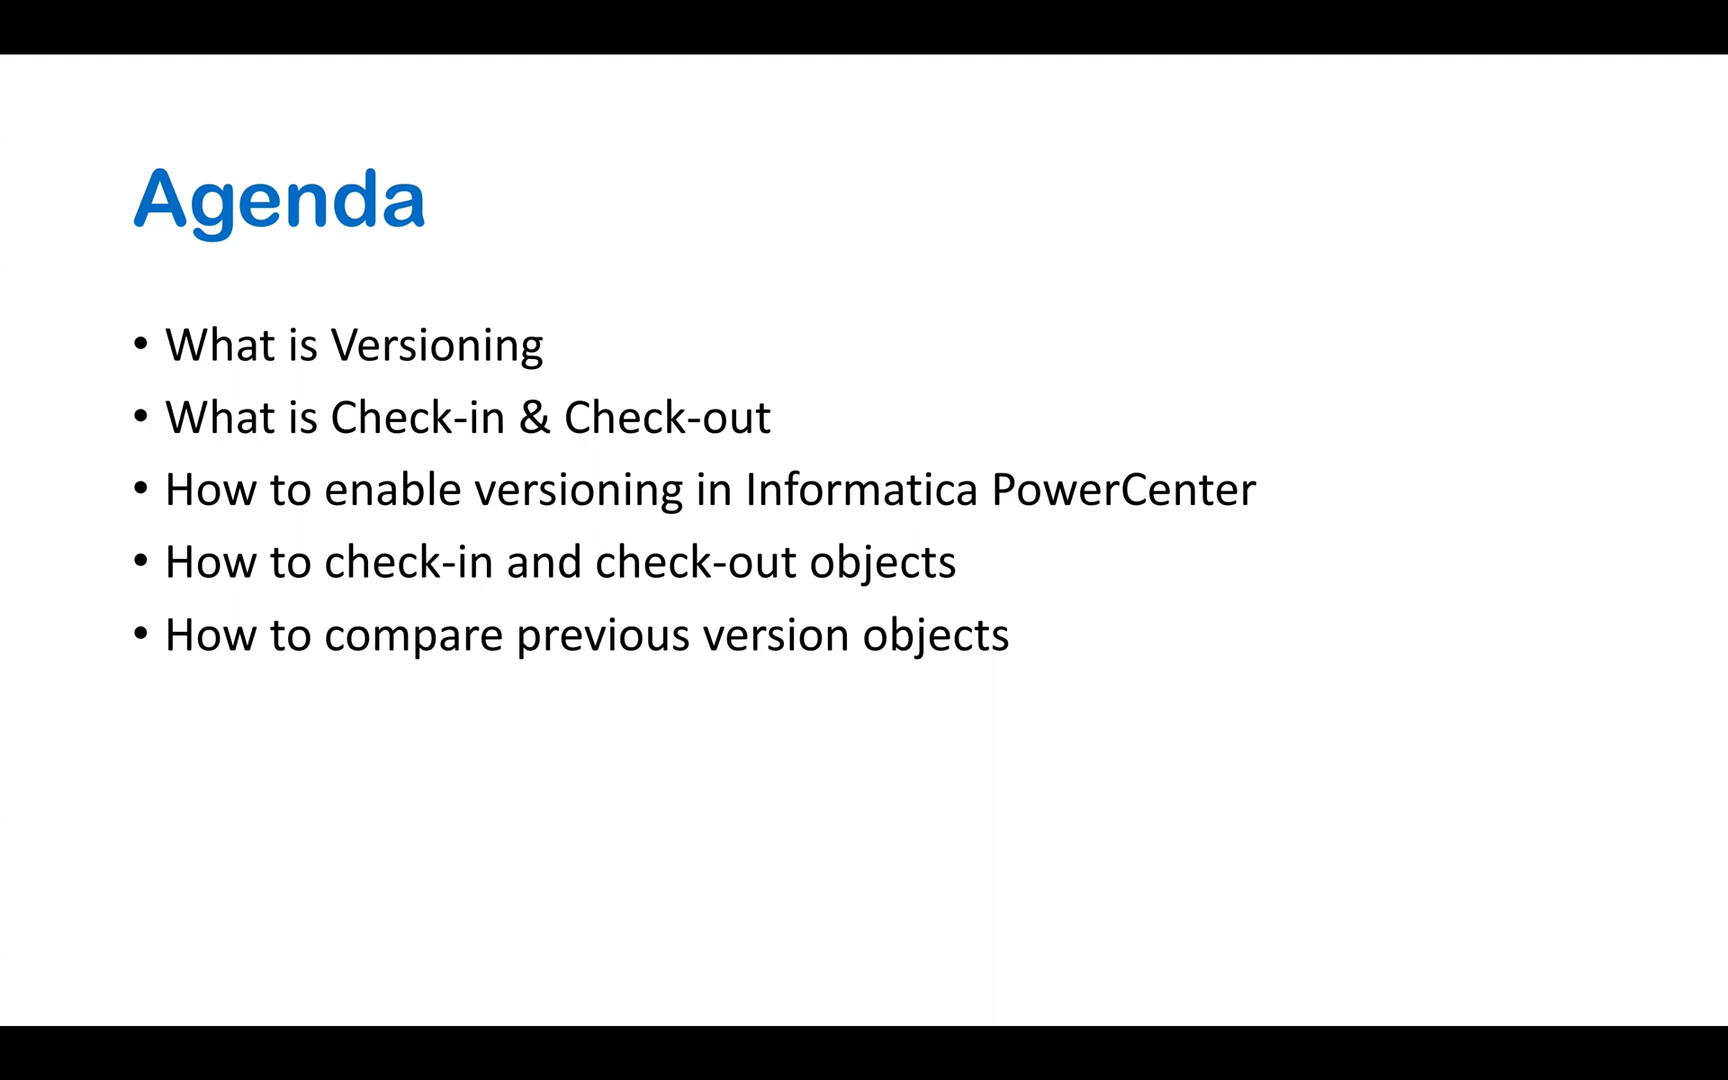 Agenda
• What is Versioning
• What is Check-in & Check-out
• How to enable versioning in Informatica PowerCenter
• How to check-in and check-out objects
• How to compare previous version objects